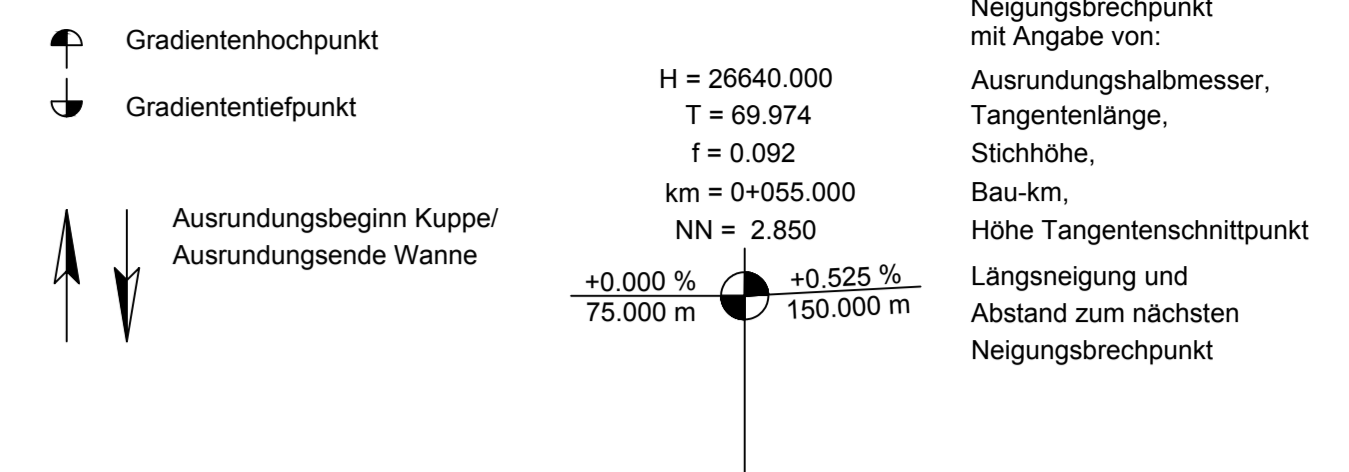 Gradientenhochpunkt
Gradiententiefpunkt
Ausrundungsbeginn Kuppe/
Ausrundungsende Wanne
H = 26640.000
T = 69.974
f = 0.092
km = 0+055.000
NN = 2.850
+0.000 %
75.000 m
+0.525 %
150.000 m
Neigungsbrechpunkt
mit Angabe von:
Ausrundungshalbmesser,
Tangentenlänge,
Stichhöhe,
Bau-km,
Höhe Tangentenschnittpunkt
Längsneigung und
Abstand zum nächsten
Neigungsbrechpunkt